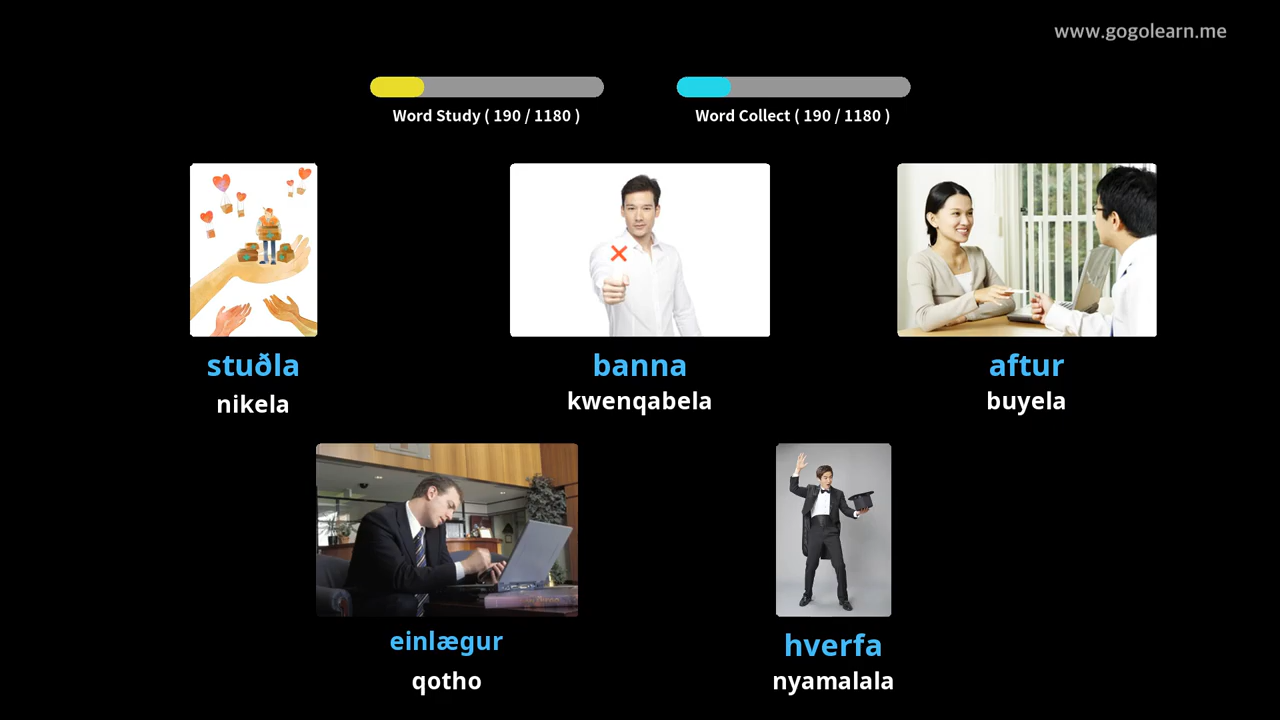 www.gogolearn.me
Word Study ( 190 / 1180 )
Word Collect ( 190 / 1180 )
stuðla
nikela
banna
kwenqabela
aftur
buyela
einlægur
qotho
hverfa
nyamalala